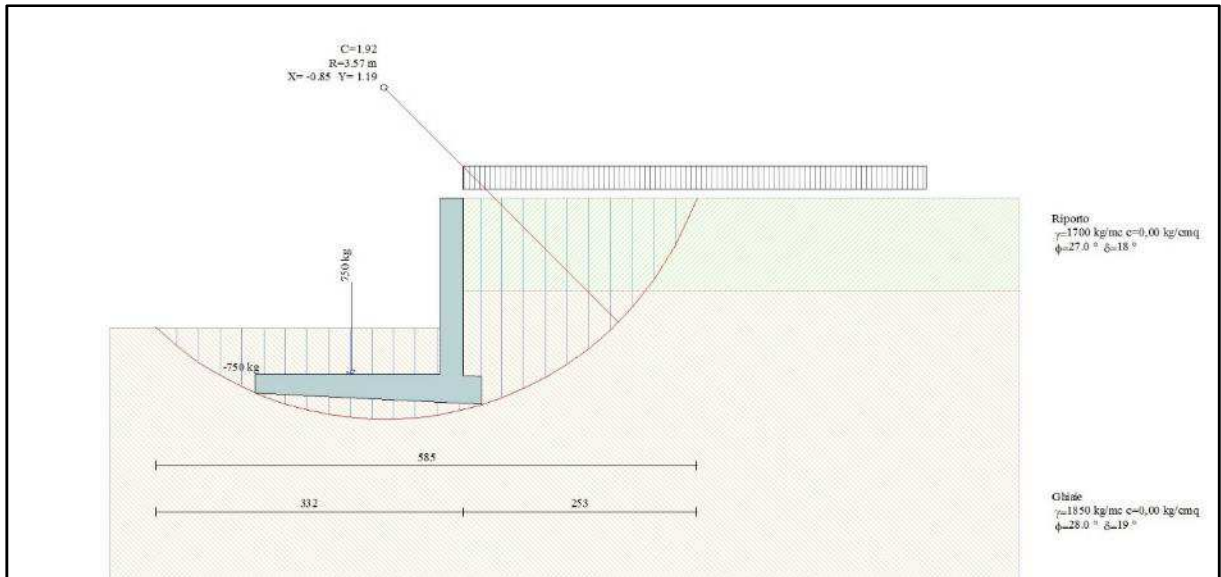 C=1.92
R=3.57 m
X= -0.85 Y= 1.19
Riporto
γ=1700 kg/mc c=0,00 kg/cmq
ϕ=27.0 ° δ=18 °
750 kg
-750 kg
585
332
253
Ghiaie
γ=1850 kg/mc c=0,00 kg/cmq
ϕ=28.0 ° δ=19 °